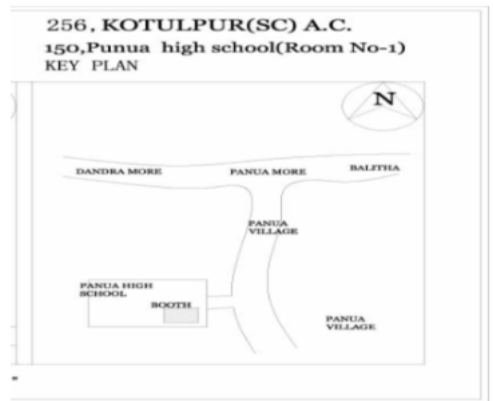 256, KOTULPUR(SC) A.C.
150,Punua high school(Room No-1)
KEY PLAN
N
DANDRA MORE
PANUA MORE
BALITHA
PANUA
VILLAGE
PANUA HIGH
SCHOOL
BOOTH
PANUA
VILLAGE